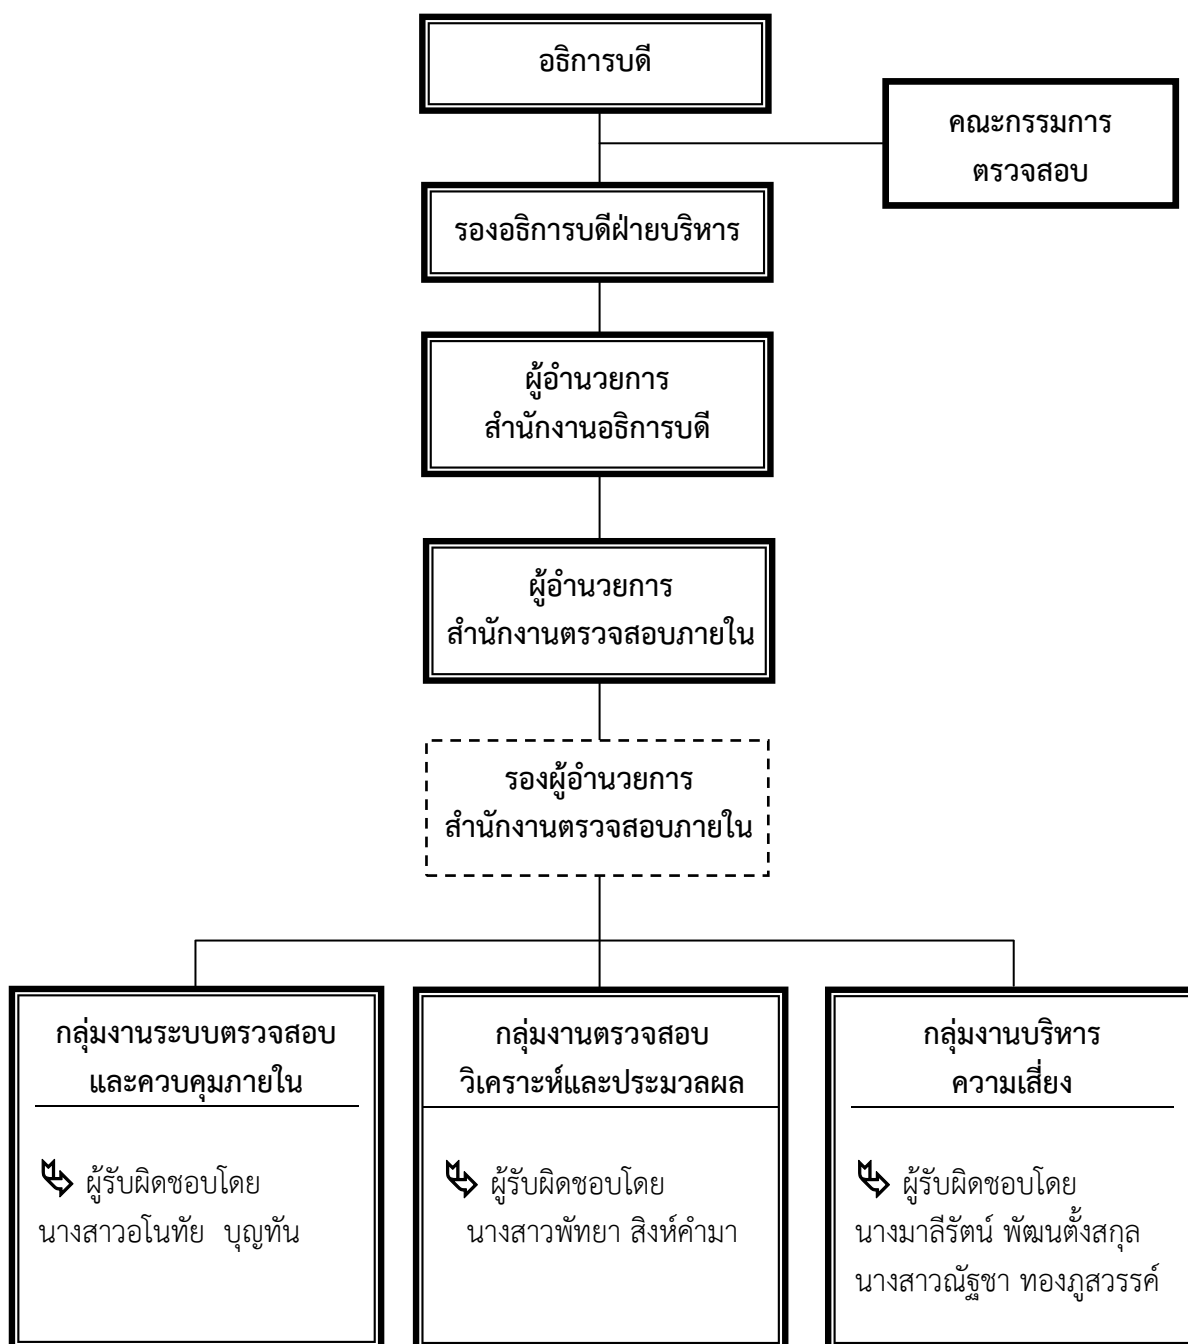 อธิการบดี
คณะกรรมการ
ตรวจสอบ
รองอธิการบดีฝ่ายบริหาร
ผู้อำนวยการ
สำนักงานอธิการบดี
ผู้อำนวยการ
สำนักงานตรวจสอบภายใน
รองผู้อำนวยการ
สำนักงานตรวจสอบภายใน
กลุ่มงานระบบตรวจสอบ
และควบคุมภายใน
ผู้รับผิดชอบโดย
นางสาวอโนทัย บุญทัน
กลุ่มงานตรวจสอบ
วิเคราะห์และประมวลผล
ผู้รับผิดชอบโดย
นางสาวพัทยา สิงห์คำมา
กลุ่มงานบริหาร
ความเสี่ยง
ผู้รับผิดชอบโดย
นางมาลีรัตน์ พัฒนตั้งสกุล
นางสาวณัฐชา ทองภูสวรรค์